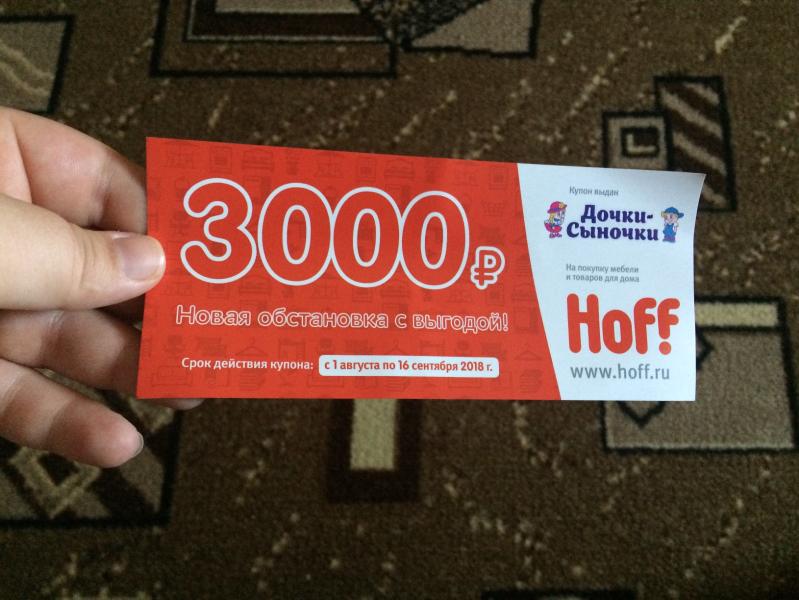 3000₽
Новая обстановка с выгодой!
Срок действия купона: с 1 августа по 16 сентября 2018 г.
Купон выдан
Дочки-
Сыночки
На покупку мебели
и товаров для дома
Hoff
www.hoff.ru